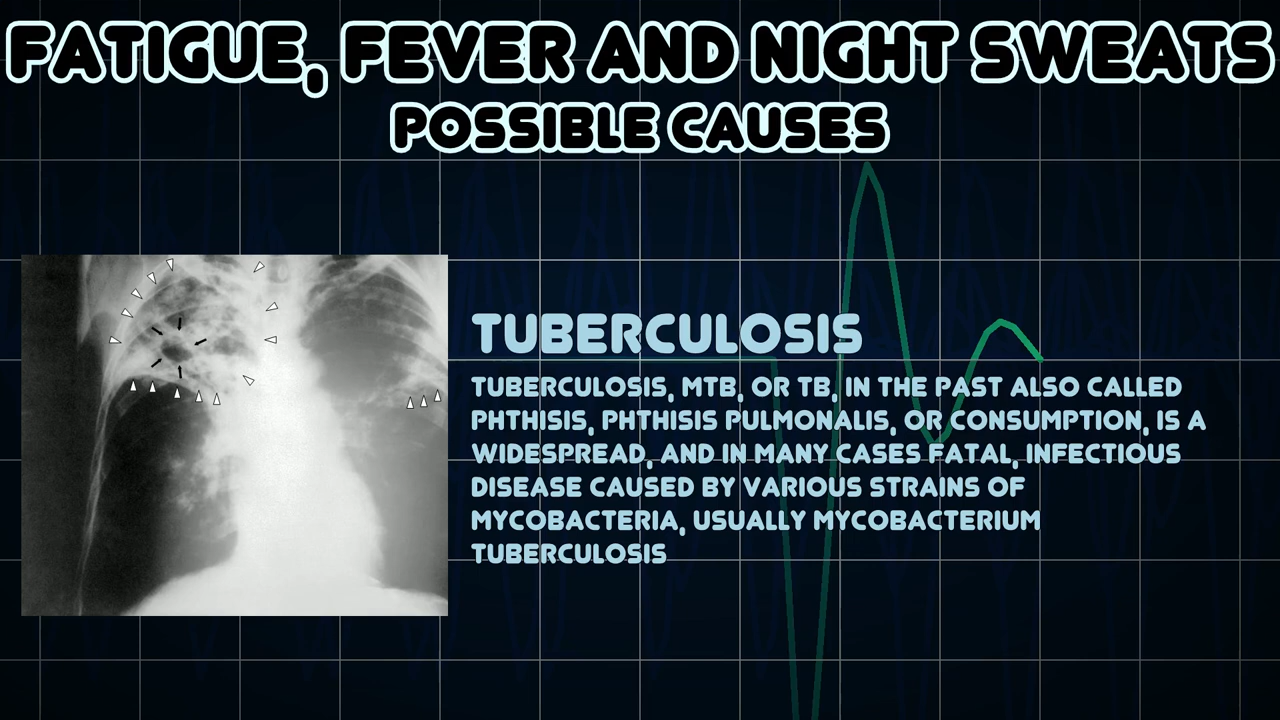 FATIGUE, FEVER AND NIGHT SWEATS
POSSIBLE CAUSES
TUBERCULOSIS
TUBERCULOSIS, MTB, OR TB, IN THE PAST ALSO CALLED
PHTHISIS, PHTHISIS PULMONALIS, OR CONSUMPTION, IS A
WIDESPREAD, AND IN MANY CASES FATAL, INFECTIOUS
DISEASE CAUSED BY VARIOUS STRAINS OF
MYCOBACTERIA, USUALLY MYCOBACTERIUM
TUBERCULOSIS